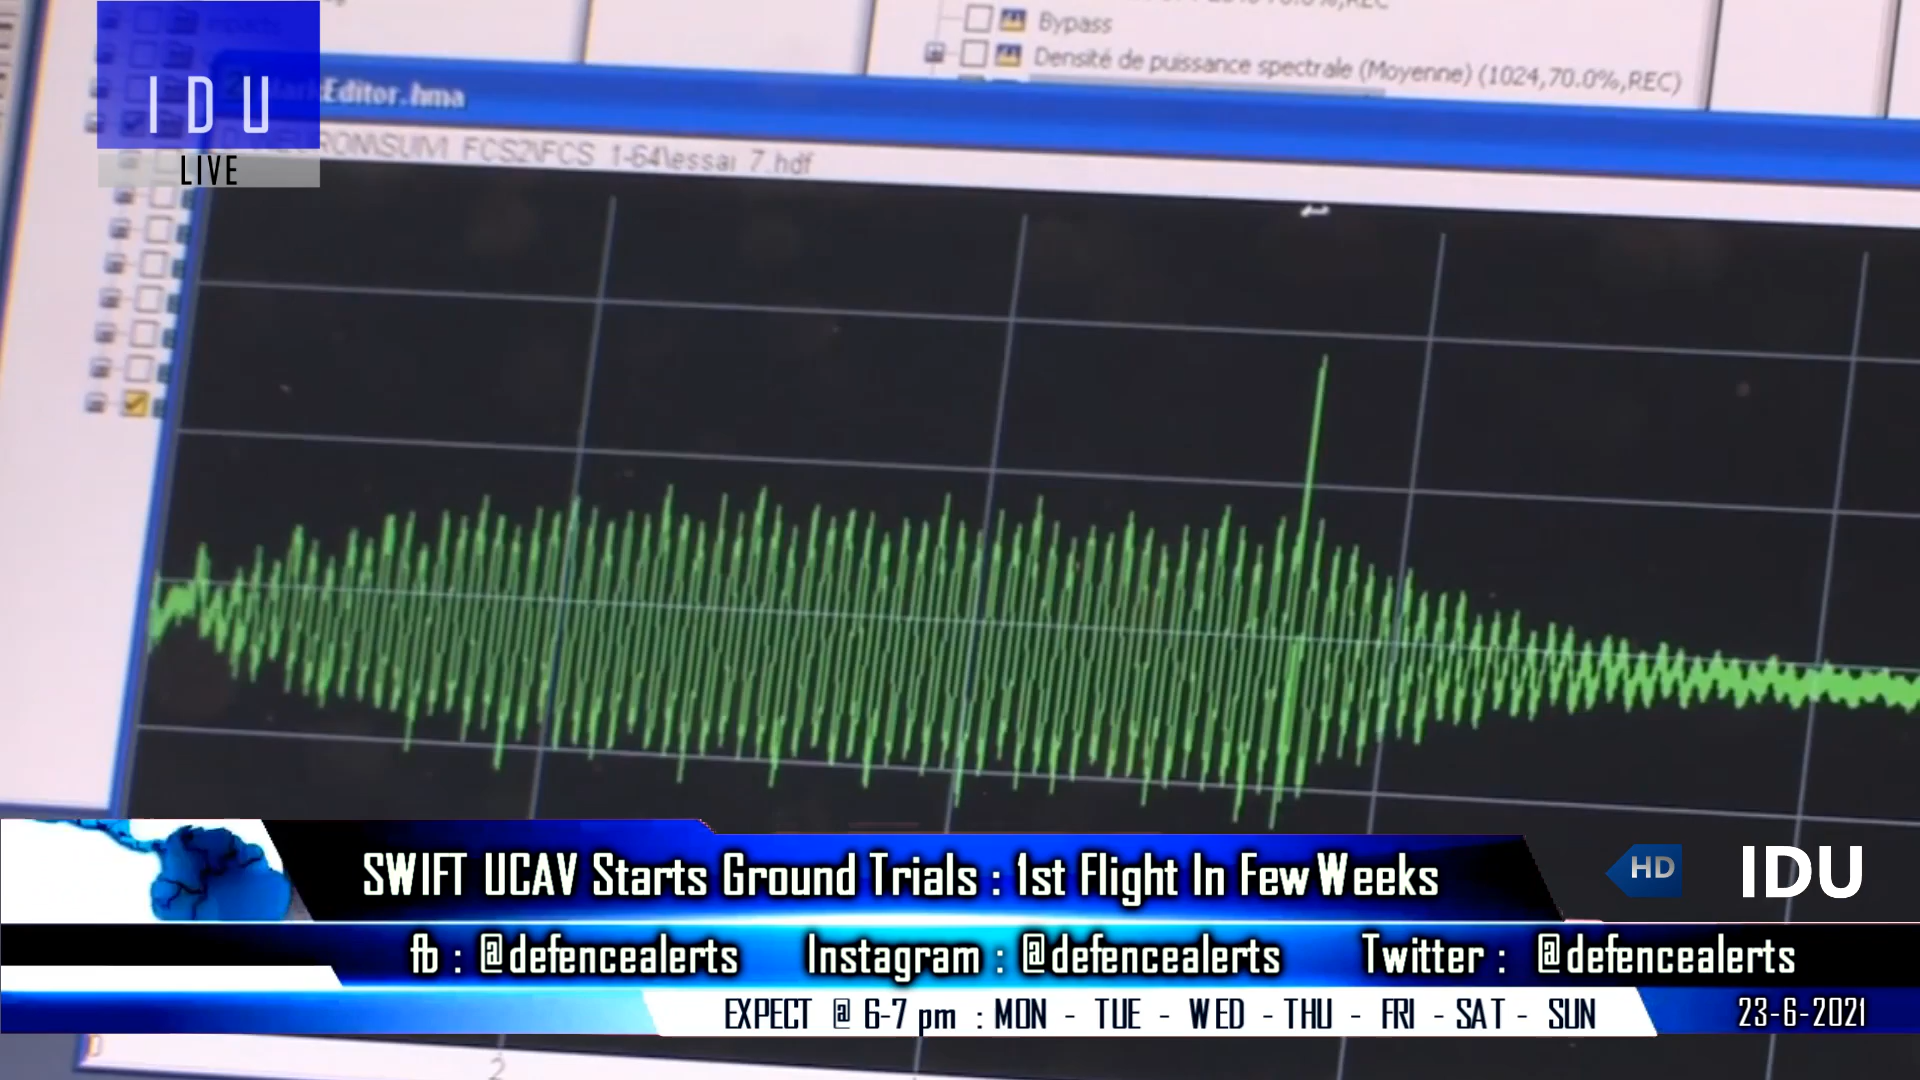 Bypass
Densité de puissance spectrale (Moyenne) (1024,70.0%,REC)
IDU
LIVE
Editor.hma
FCS2\FCS 1-64\essai 7.hdf
SWIFT UCAV Starts Ground Trials : 1st Flight In Few Weeks
HD
IDU
fb : @defencealerts Instagram : @defencealerts Twitter : @defencealerts
EXPECT @ 6-7 pm : MON - TUE - WED - THU - FRI - SAT - SUN
23-6-2021
2